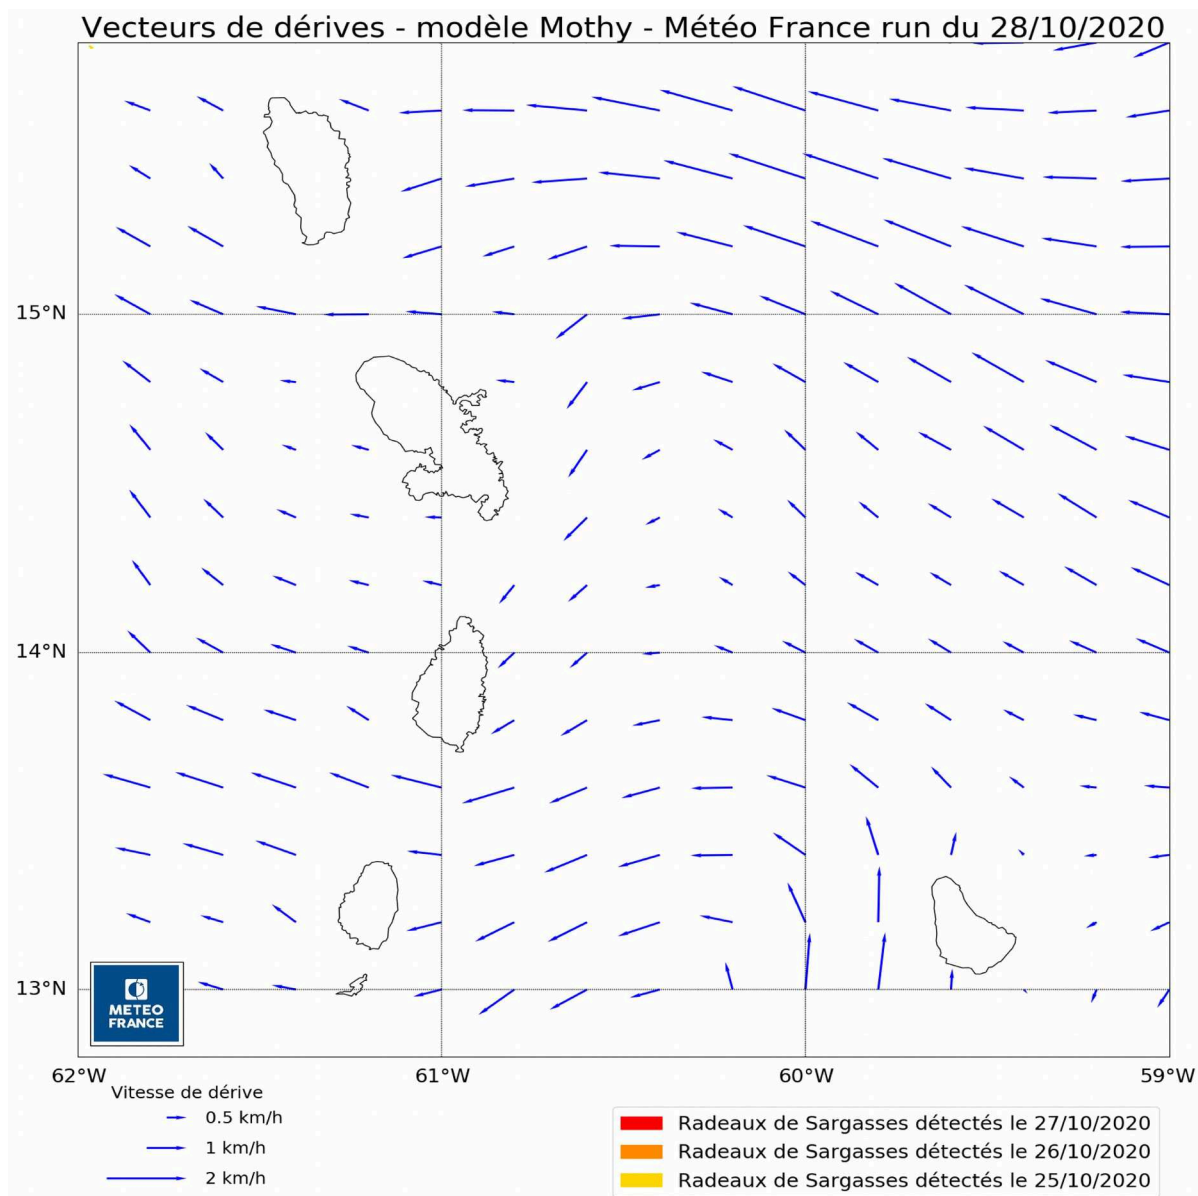 Vecteurs de dérives - modèle Mothy - Météo France run du 28/10/2020
15°N
14°N
13°N
METEO
FRANCE
62°W
61°W
60°W
59°W
Vitesse de dérive
0.5 km/h
1 km/h
2 km/h
Radeaux de Sargasses détectés le 27/10/2020
Radeaux de Sargasses détectés le 26/10/2020
Radeaux de Sargasses détectés le 25/10/2020